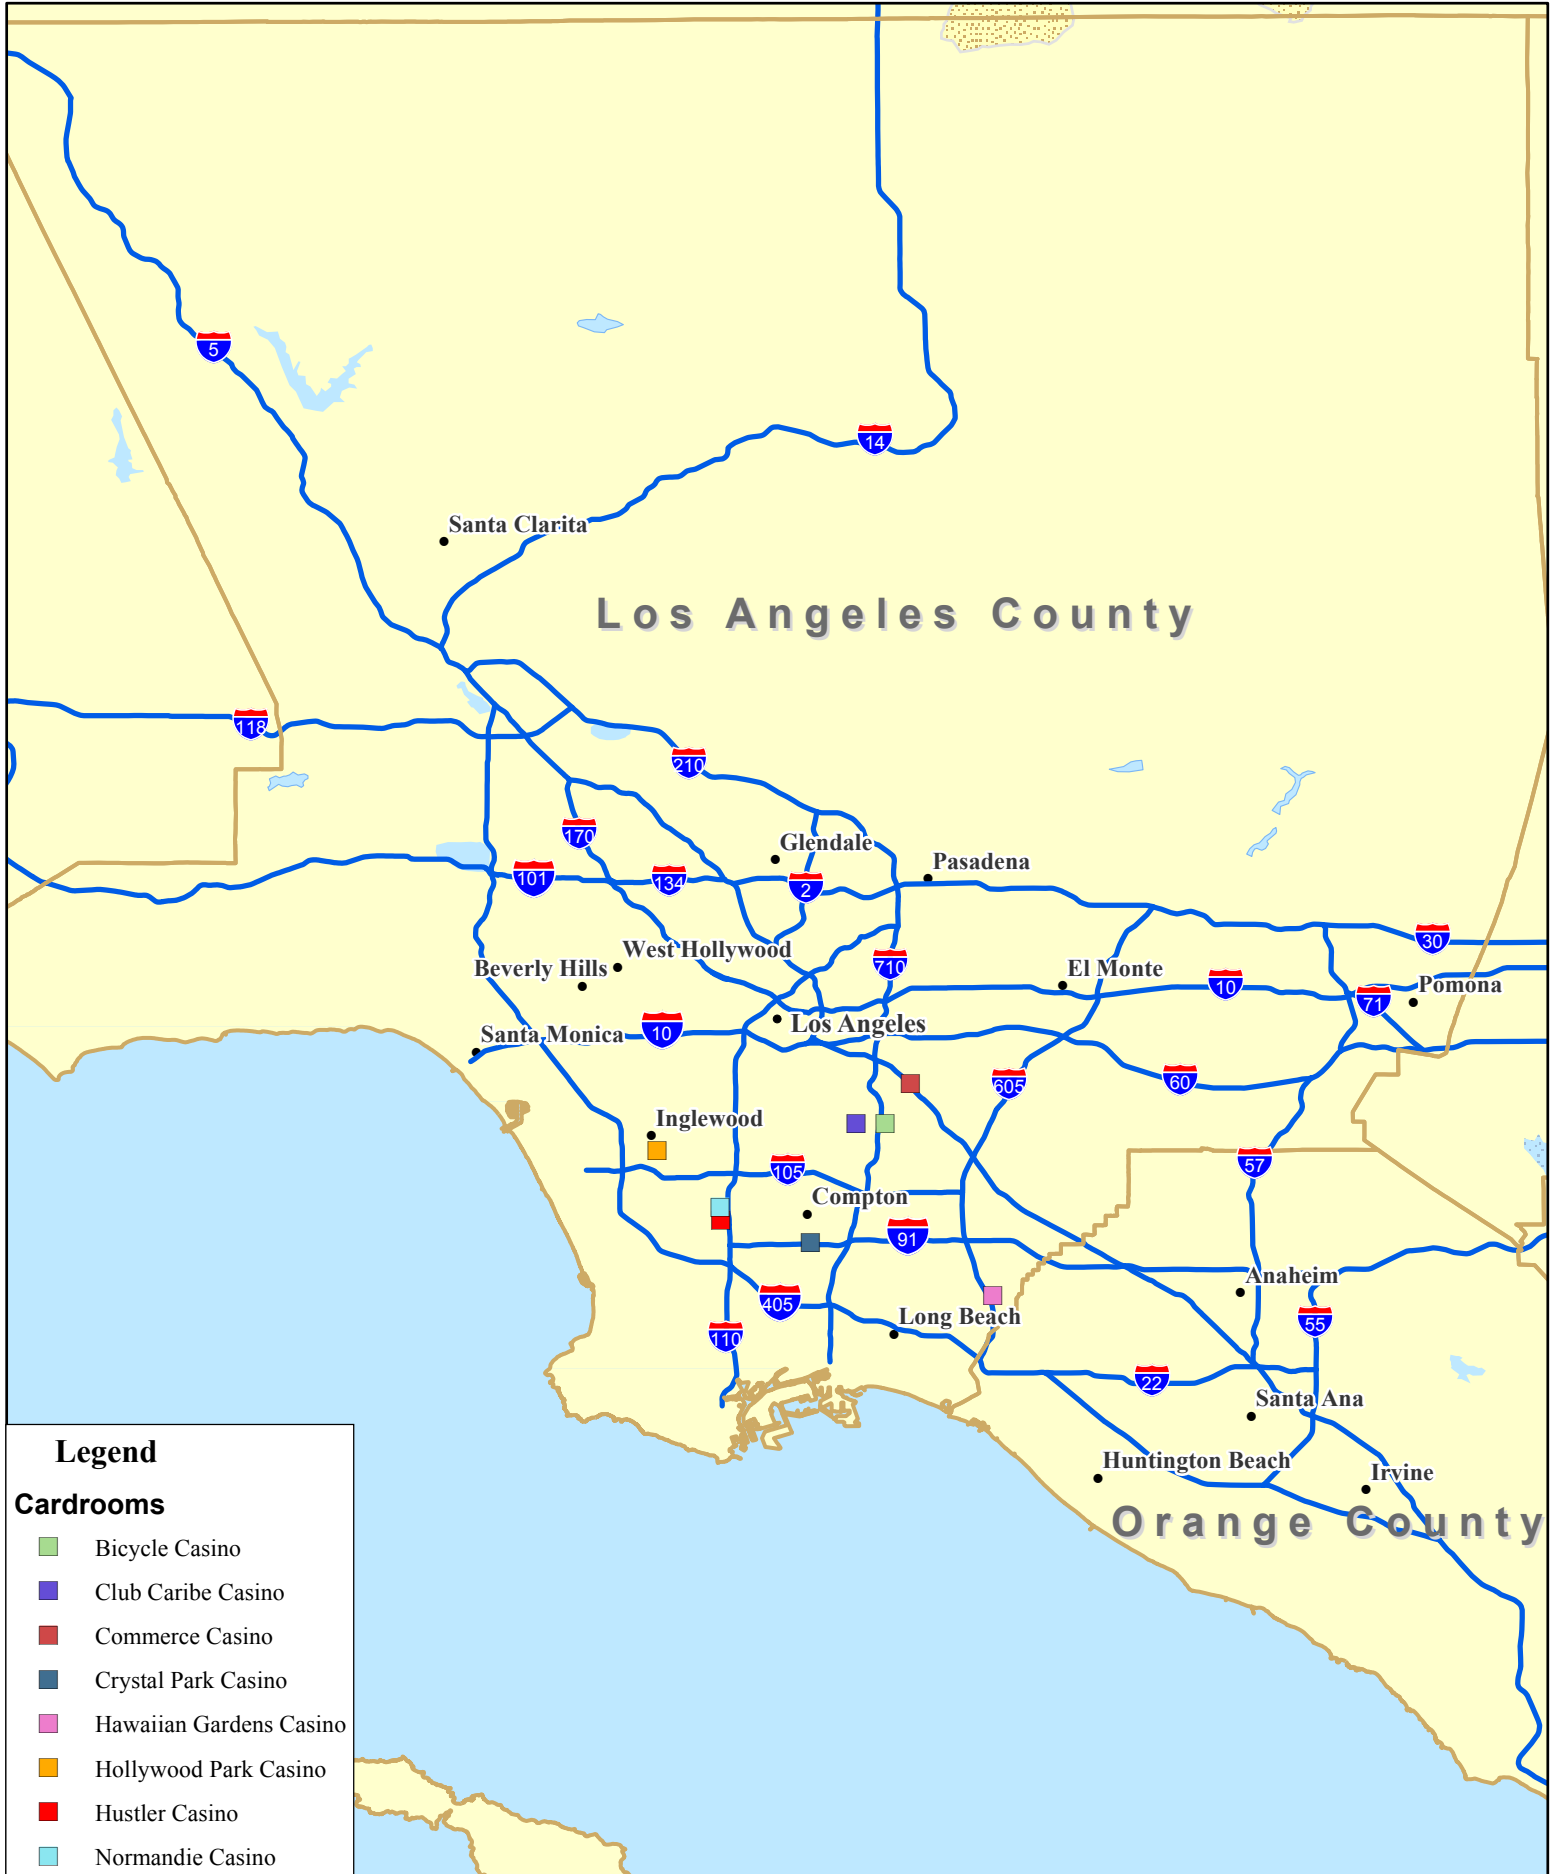 5
14
Santa Clarita
Los Angeles County
118
210
170
Glendale
Pasadena
101
134
2
30
West Hollywood
710
Beverly Hills
El Monte
10
71
Pomona
Santa Monica
10
Los Angeles
605
60
Inglewood
105
57
Compton
91
Anaheim
405
Long Beach
55
110
22
Santa Ana
Huntington Beach
Irvine
Orange County
Legend
Cardrooms
Bicycle Casino
Club Caribe Casino
Commerce Casino
Crystal Park Casino
Hawaiian Gardens Casino
Hollywood Park Casino
Hustler Casino
Normandie Casino